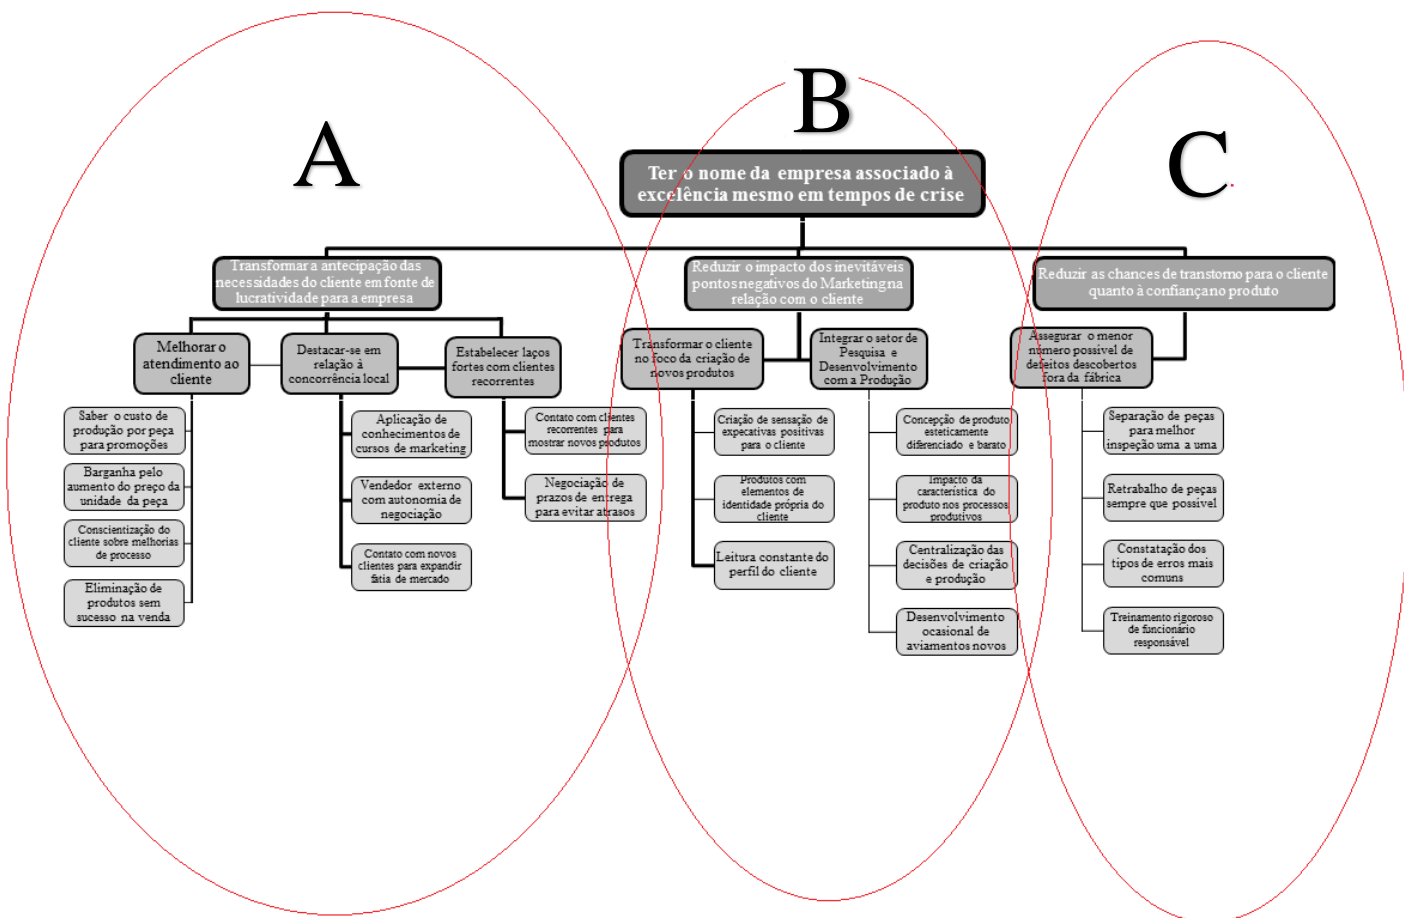 A
B
C
Ter o nome da empresa associado à
excelência mesmo em tempos de crise
Transformar a antecipação das
necessidades do cliente em fonte de
lucratividade para a empresa
Reduzir o impacto dos inevitáveis
pontos negativos do Marketing na
relação com o cliente
Reduzir as chances de transtorno para o cliente
quanto à confiança no produto
Melhorar o
atendimento ao
cliente
Destacar-se em
relação à
concorrência local
Estabelecer laços
fortes com clientes
recorrentes
Transformar o cliente
no foco da criação de
novos produtos
Integrar o setor de
Pesquisa e
Desenvolvimento
com a Produção
Assegurar o menor
número possivel de
defeitos descobertos
fora da fábrica
Saber o custo de
produção por peça
para promoções
Barganha pelo
aumento do preço da
unidade da peça
Conscientização do
cliente sobre melhorias
de processo
Eliminação de
produtos sem
sucesso na venda
Aplicação de
conhecimentos de
cursos de marketing
Vendedor externo
com autonomia de
negociação
Contato com novos
clientes para expandir
fatia de mercado
Contato com clientes
recorrentes para
mostrar novos produtos
Negociação de
prazos de entrega
para evitar atrasos
Criação de sensação de
expecativas positivas
para o cliente
Produtos com
elementos de
identidade própria do
cliente
Leitura constante do
perfil do cliente
Concepção de produto
esteticamente
diferenciado e barato
Impacto da
característica do
produto nos processos
produtivos
Centralização das
decisões de criação
e produção
Desenvolvimento
ocasional de
aviamentos novos
Separação de peças
para melhor
inspeção uma a uma
Retrabalho de peças
sempre que possivel
Constatação dos
tipos de erros mais
comuns
Treinamento rigoroso
de funcionário
responsável